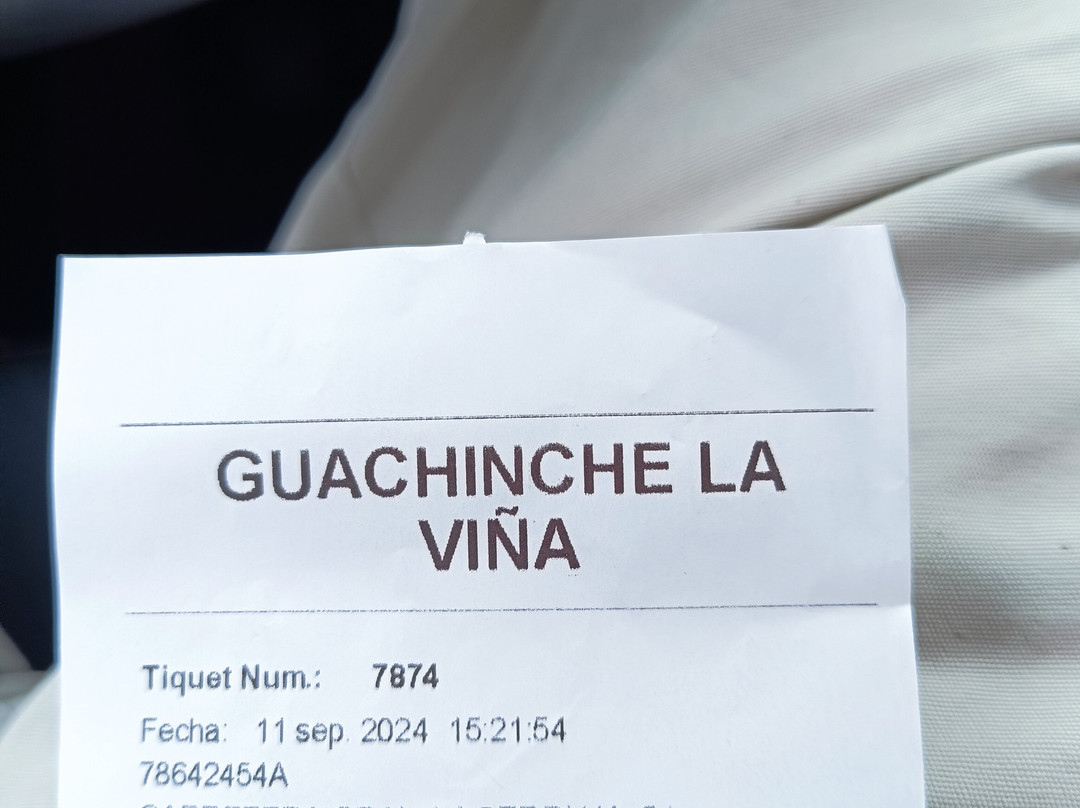 GUACHINCHE LA
VIÑA
Tiquet Num.: 7874
Fecha: 11 sep. 2024 15:21:54
78642454A